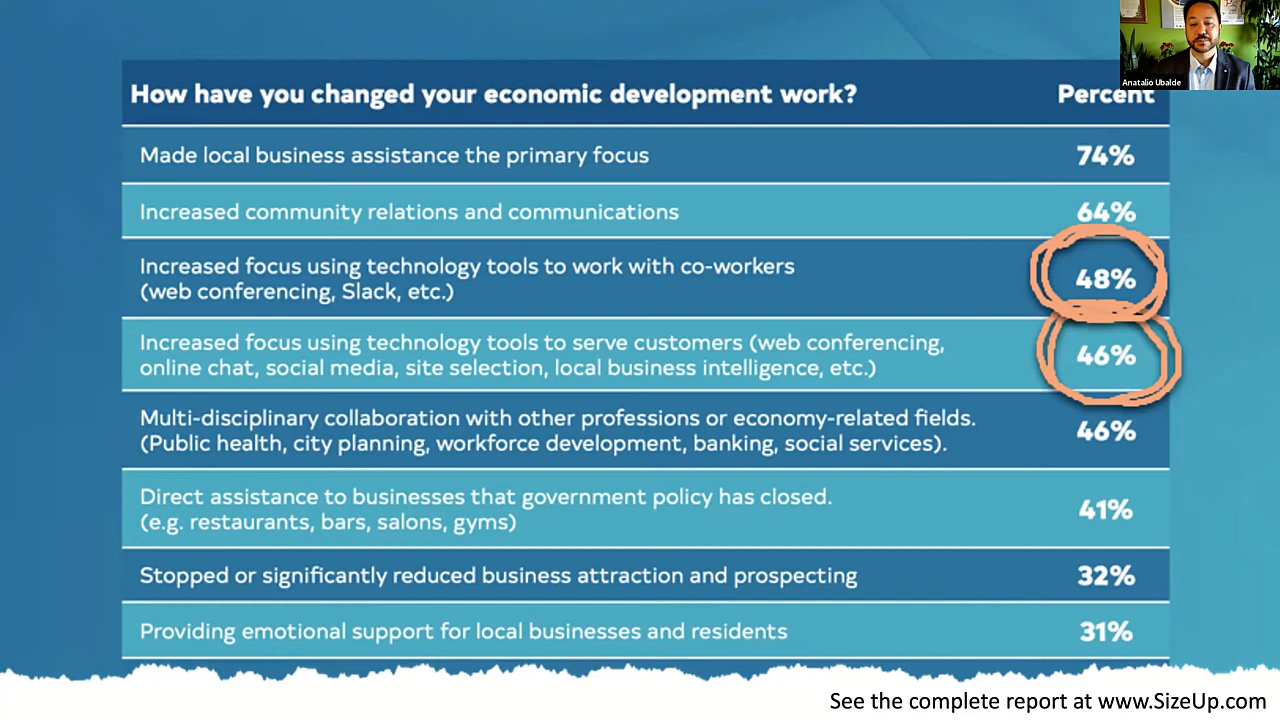 Anatalio Ubalde
How have you changed your economic development work? Percent
Made local business assistance the primary focus 74%
Increased community relations and communications 64%
Increased focus using technology tools to work with co-workers
(web conferencing, Slack, etc.) 48%
Increased focus using technology tools to serve customers (web conferencing,
online chat, social media, site selection, local business intelligence, etc.) 46%
Multi-disciplinary collaboration with other professions or economy-related fields.
(Public health, city planning, workforce development, banking, social services). 46%
Direct assistance to businesses that government policy has closed.
(e.g. restaurants, bars, salons, gyms) 41%
Stopped or significantly reduced business attraction and prospecting 32%
Providing emotional support for local businesses and residents 31%
See the complete report at www.SizeUp.com